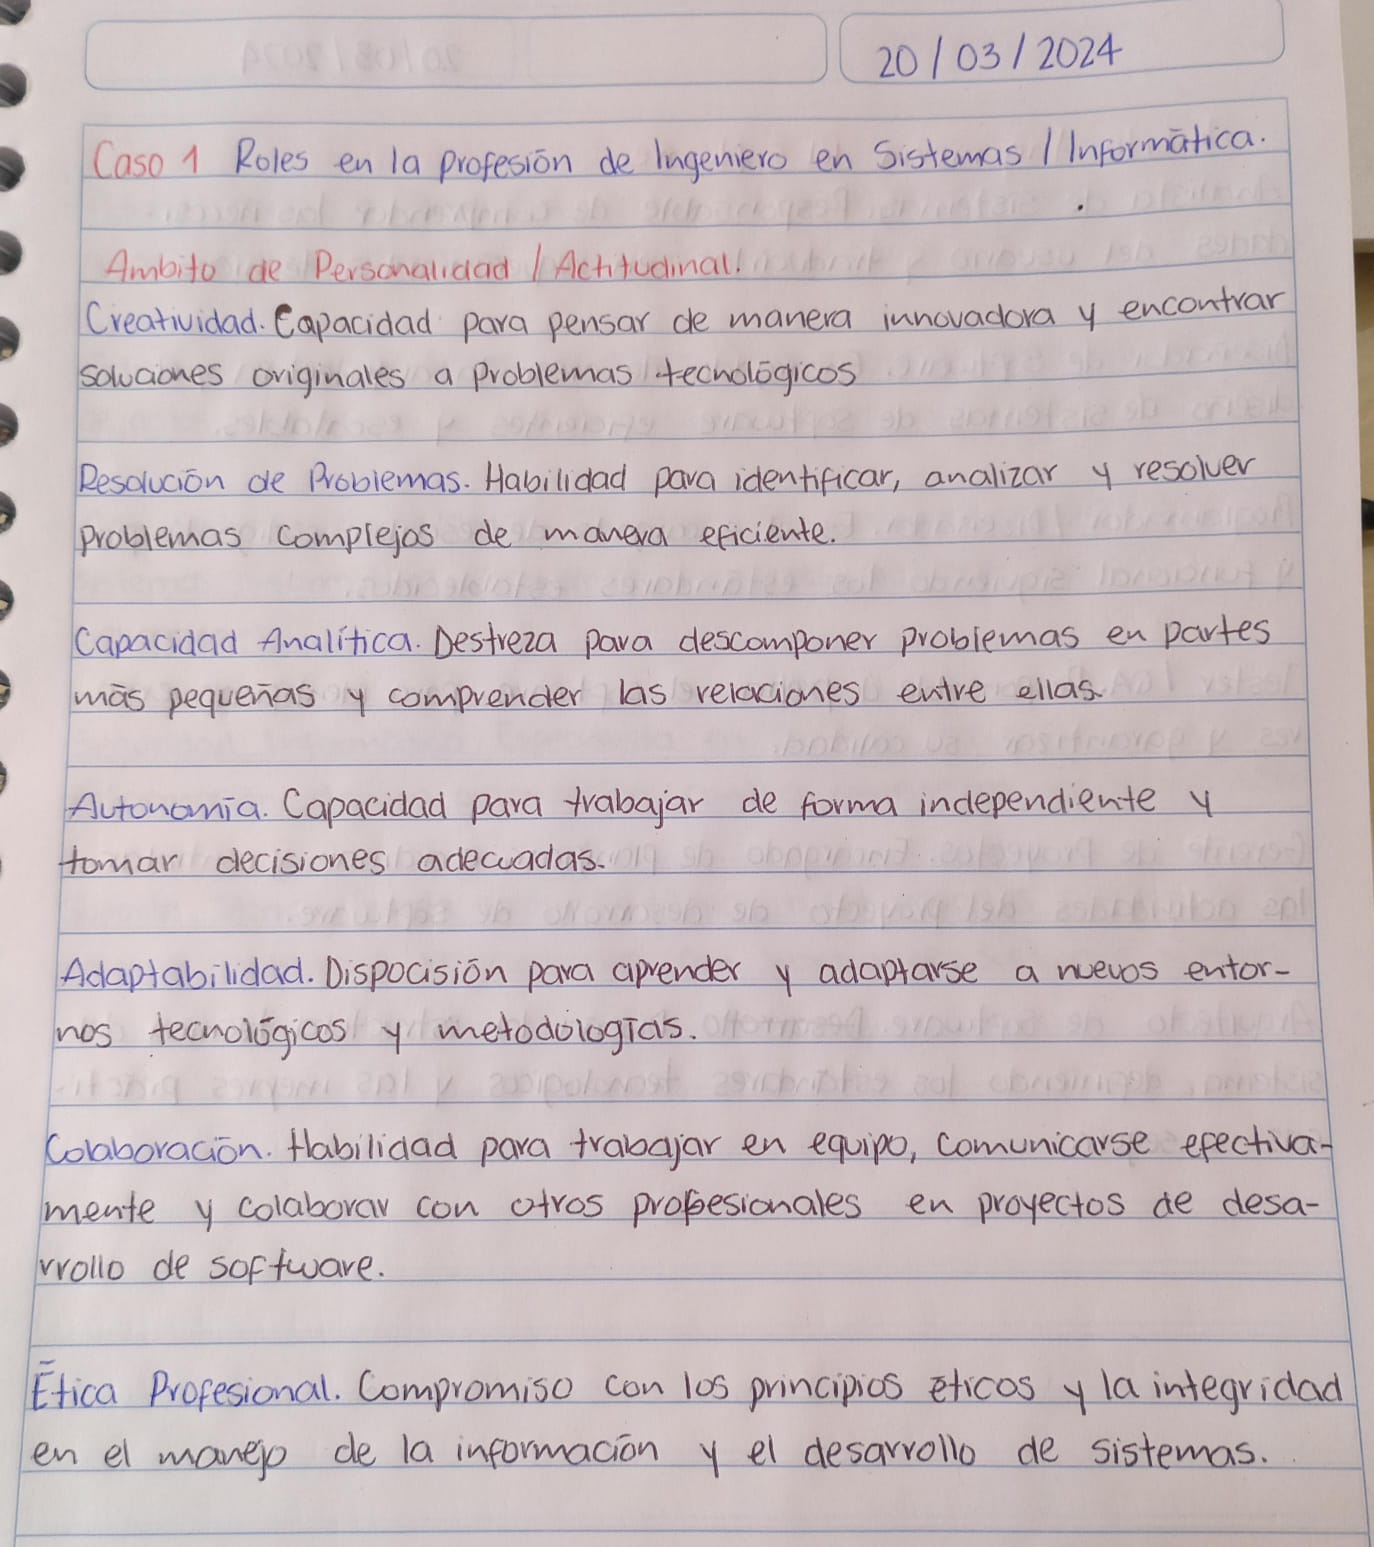 20/03/2024
Caso 1 Roles en la profesión de Ingeniero en Sistemas / Informática.
Ambito de Personalidad / Actitudinal.
Creatividad. Capacidad para pensar de manera innovadora y encontrar
soluciones originales a problemas tecnológicos
Resolución de Problemas. Habilidad para identificar, analizar y resolver
problemas complejos de manera eficiente.
Capacidad Analítica. Destreza para descomponer problemas en partes
más pequeñas y comprender las relaciones entre ellas.
Autonomía. Capacidad para trabajar de forma independiente y
tomar decisiones adecuadas.
Adaptabilidad. Dispocisión para aprender y adaptarse a nuevos entor-
nos tecnológicos y metodologías.
Colaboración. Habilidad para trabajar en equipo, comunicarse efectiva-
mente y colaborar con otros profesionales en proyectos de desa-
rrollo de software.
Ética Profesional. Compromiso con los principios éticos y la integridad
en el manejo de la información y el desarrollo de sistemas.